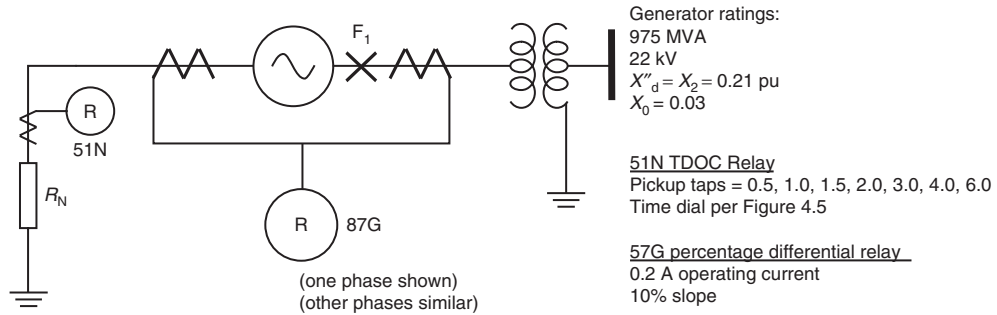 F₁
R
51N
R_N
R
87G
(one phase shown)
(other phases similar)
Generator ratings:
975 MVA
22 kV
X″d = X₂ = 0.21 pu
X₀ = 0.03
51N TDOC Relay
Pickup taps = 0.5, 1.0, 1.5, 2.0, 3.0, 4.0, 6.0
Time dial per Figure 4.5
57G percentage differential relay
0.2 A operating current
10% slope